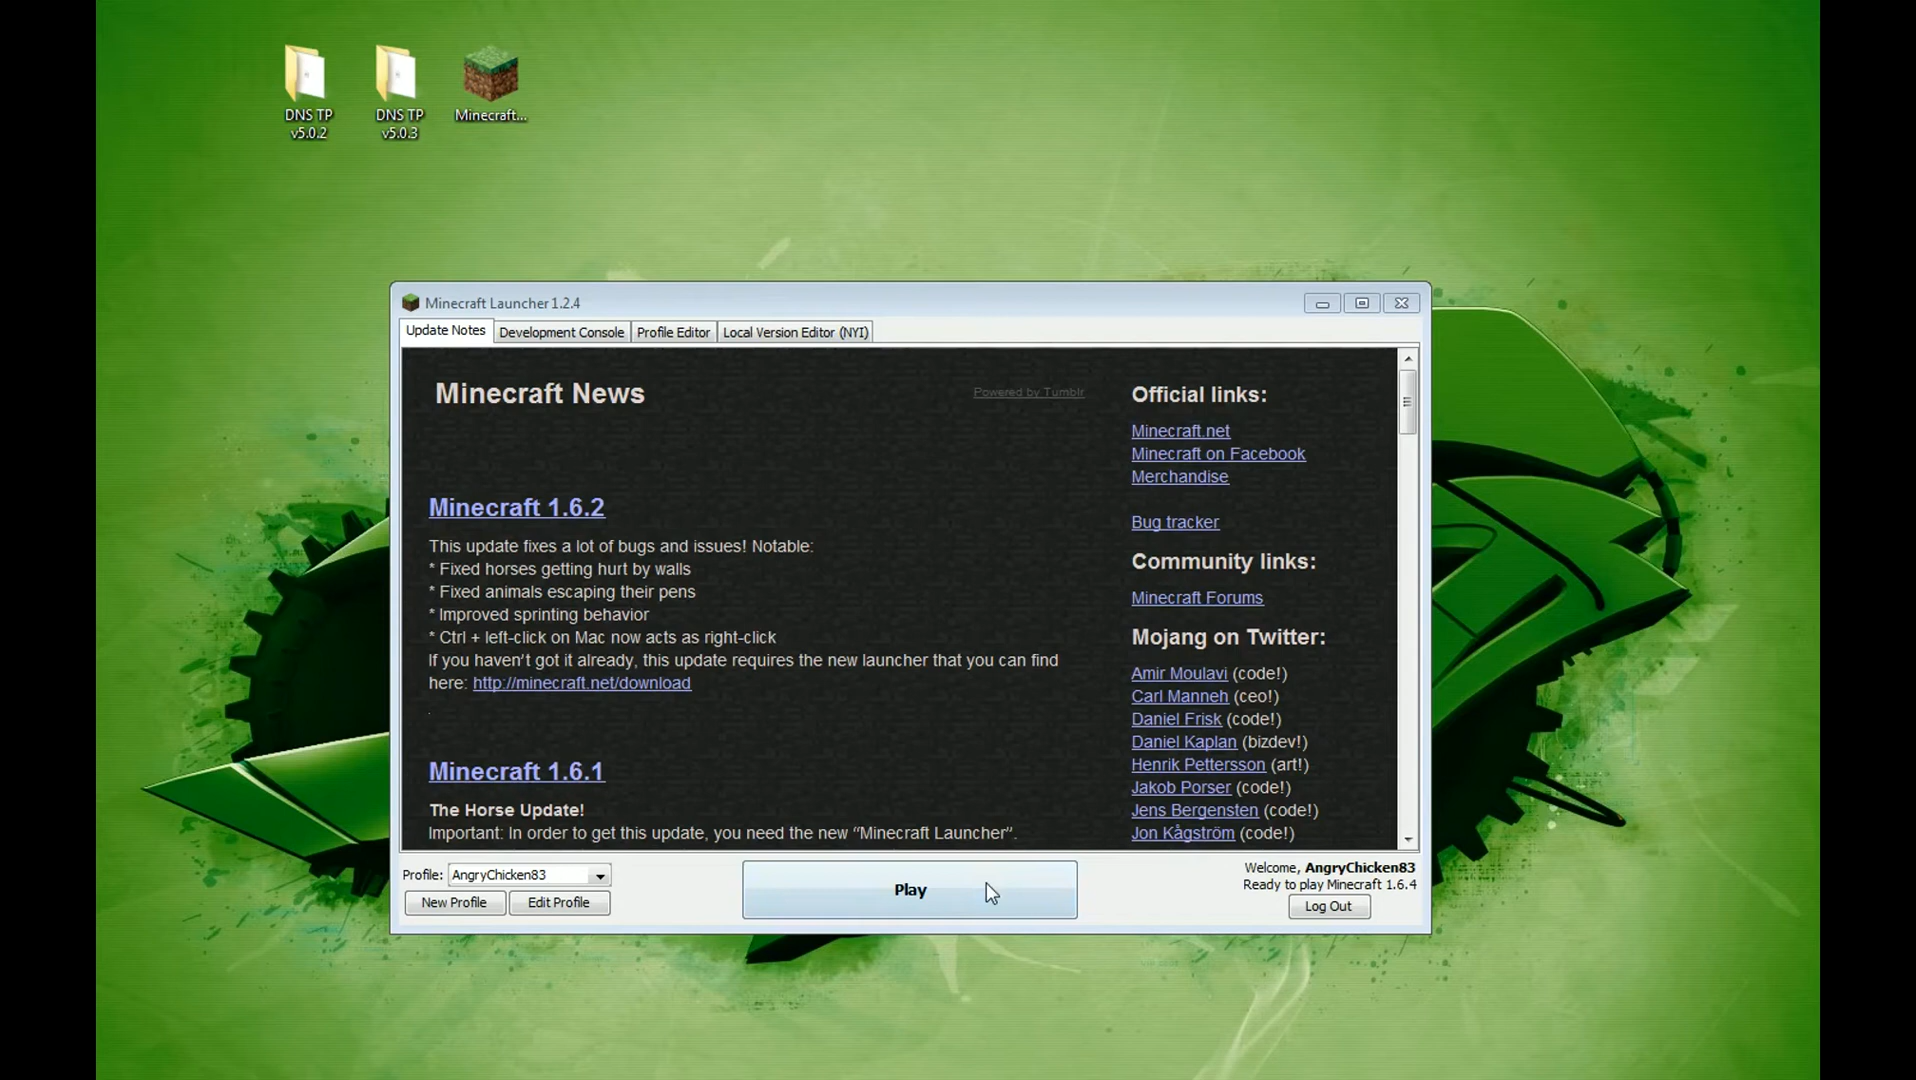 DNS TP
v5.0.2
DNS TP
v5.0.3
Minecraft...
Minecraft Launcher 1.2.4
Update Notes
Development Console
Profile Editor
Local Version Editor (NYI)
Minecraft News
Powered by Tumblr
Minecraft 1.6.2
This update fixes a lot of bugs and issues! Notable:
* Fixed horses getting hurt by walls
* Fixed animals escaping their pens
* Improved sprinting behavior
* Ctrl + left-click on Mac now acts as right-click
If you haven't got it already, this update requires the new launcher that you can find
here: http://minecraft.net/download
.
Minecraft 1.6.1
The Horse Update!
Important: In order to get this update, you need the new “Minecraft Launcher”.
Official links:
Minecraft.net
Minecraft on Facebook
Merchandise
Bug tracker
Community links:
Minecraft Forums
Mojang on Twitter:
Amir Moulavi (code!)
Carl Manneh (ceo!)
Daniel Frisk (code!)
Daniel Kaplan (bizdev!)
Henrik Pettersson (art!)
Jakob Porser (code!)
Jens Bergensten (code!)
Jon Kågström (code!)
Profile: AngryChicken83
New Profile
Edit Profile
Play
Welcome, AngryChicken83
Ready to play Minecraft 1.6.4
Log Out